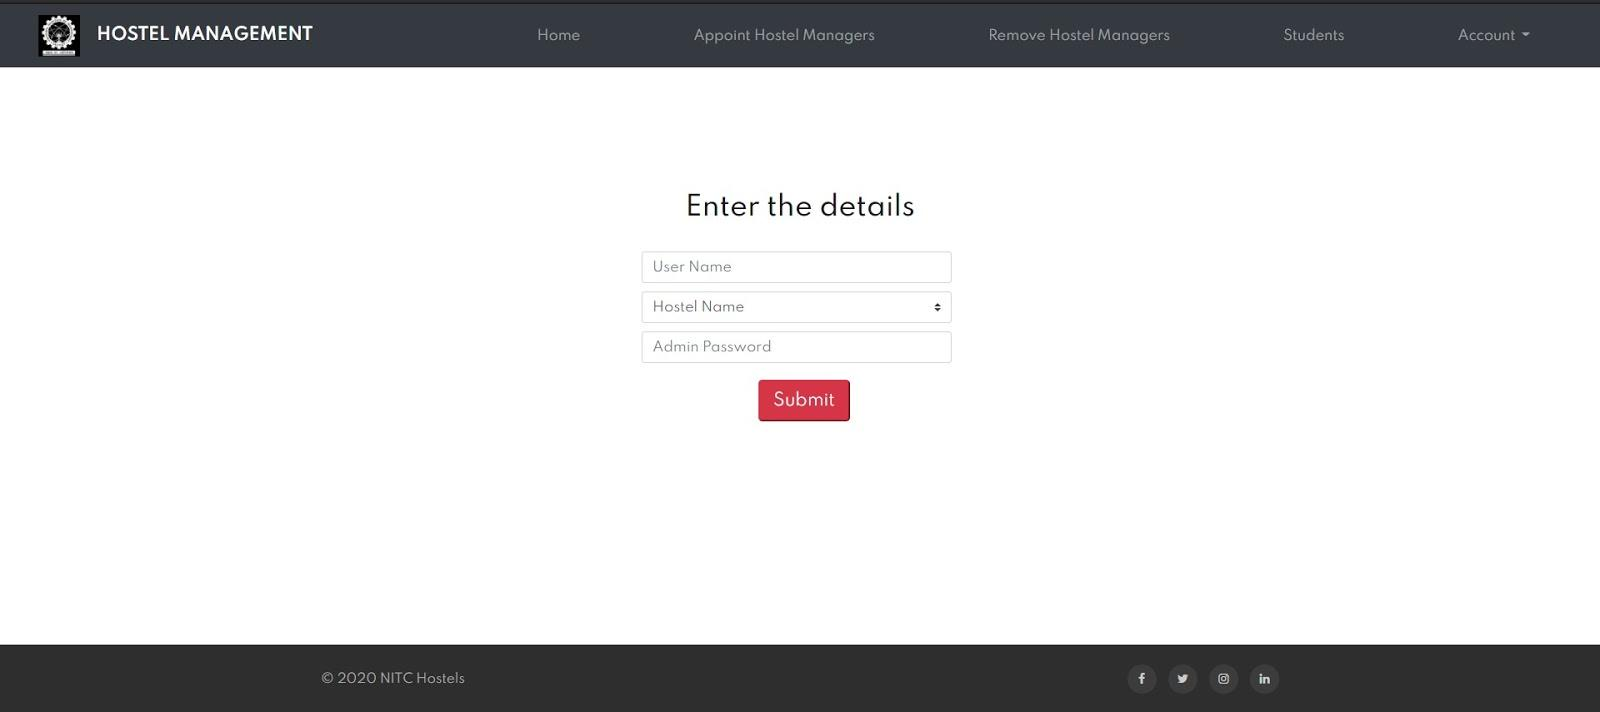 HOSTEL MANAGEMENT
Home
Appoint Hostel Managers
Remove Hostel Managers
Students
Account
Enter the details
User Name
Hostel Name
Admin Password
Submit
© 2020 NITC Hostels